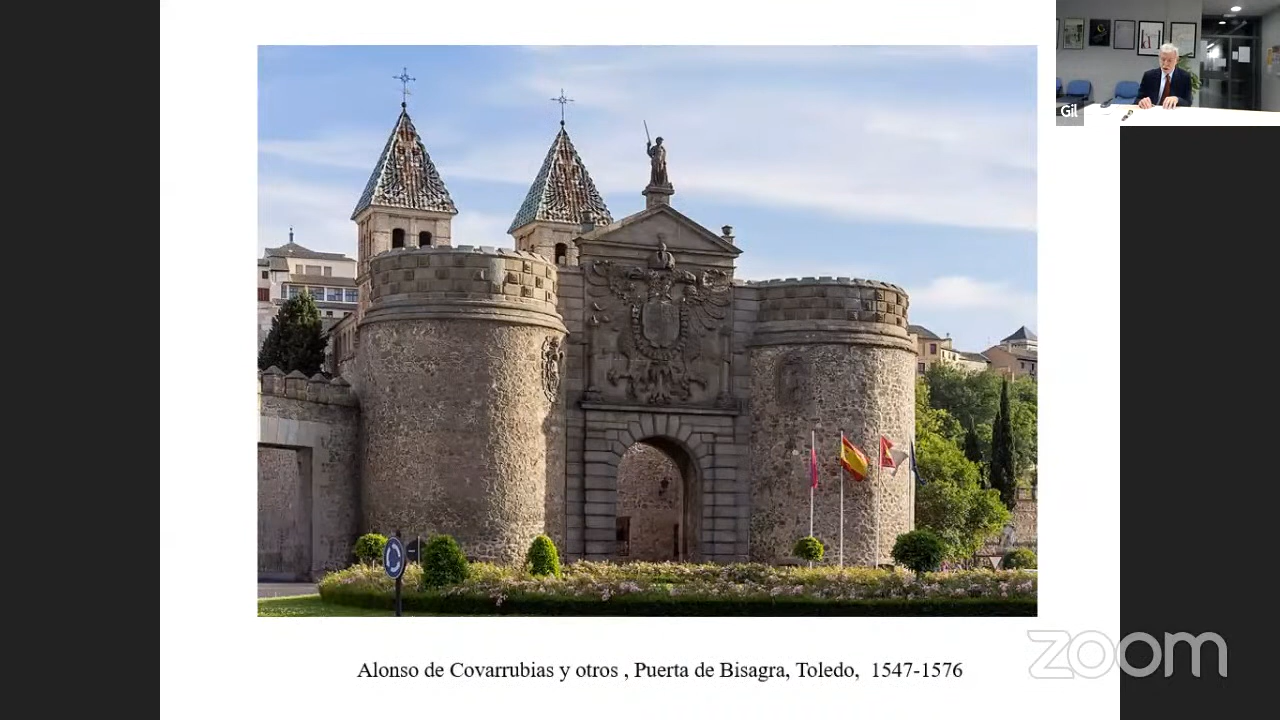 Gil
Alonso de Covarrubias y otros , Puerta de Bisagra, Toledo,  1547-1576
zoom